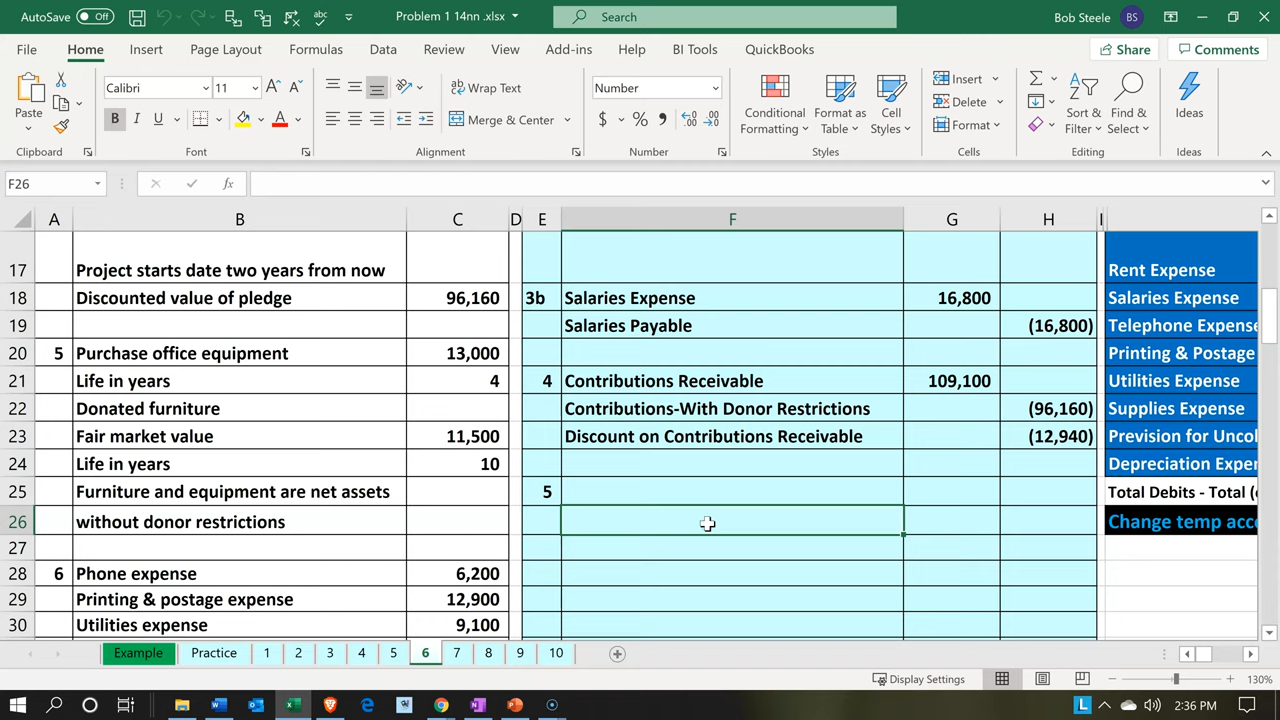 AutoSave Off abc Problem 1 14nn .xlsx Search Bob Steele BS
File Home Insert Page Layout Formulas Data Review View Add-ins Help BI Tools QuickBooks Share Comments
Paste Calibri 11 A A Wrap Text Number Conditional Formatting Format as Table Cell Styles Insert Delete Format Sort & Filter Find & Select Ideas
B I U A Merge & Center $ % ,
Clipboard Font Alignment Number Styles Cells Editing Ideas
F26 fx
A B C D E F G H I
17 Project starts date two years from now Rent Expense
18 Discounted value of pledge 96,160 3b Salaries Expense 16,800 Salaries Expense
19 Salaries Payable (16,800) Telephone Expense
20 5 Purchase office equipment 13,000 Printing & Postage
21 Life in years 4 4 Contributions Receivable 109,100 Utilities Expense
22 Donated furniture Contributions-With Donor Restrictions (96,160) Supplies Expense
23 Fair market value 11,500 Discount on Contributions Receivable (12,940) Prevision for Uncol
24 Life in years 10 Depreciation Exper
25 Furniture and equipment are net assets 5 Total Debits - Total (
26 without donor restrictions Change temp acc
27
28 6 Phone expense 6,200
29 Printing & postage expense 12,900
30 Utilities expense 9,100
Example Practice 1 2 3 4 5 6 7 8 9 10
Display Settings 130%
L 2:36 PM